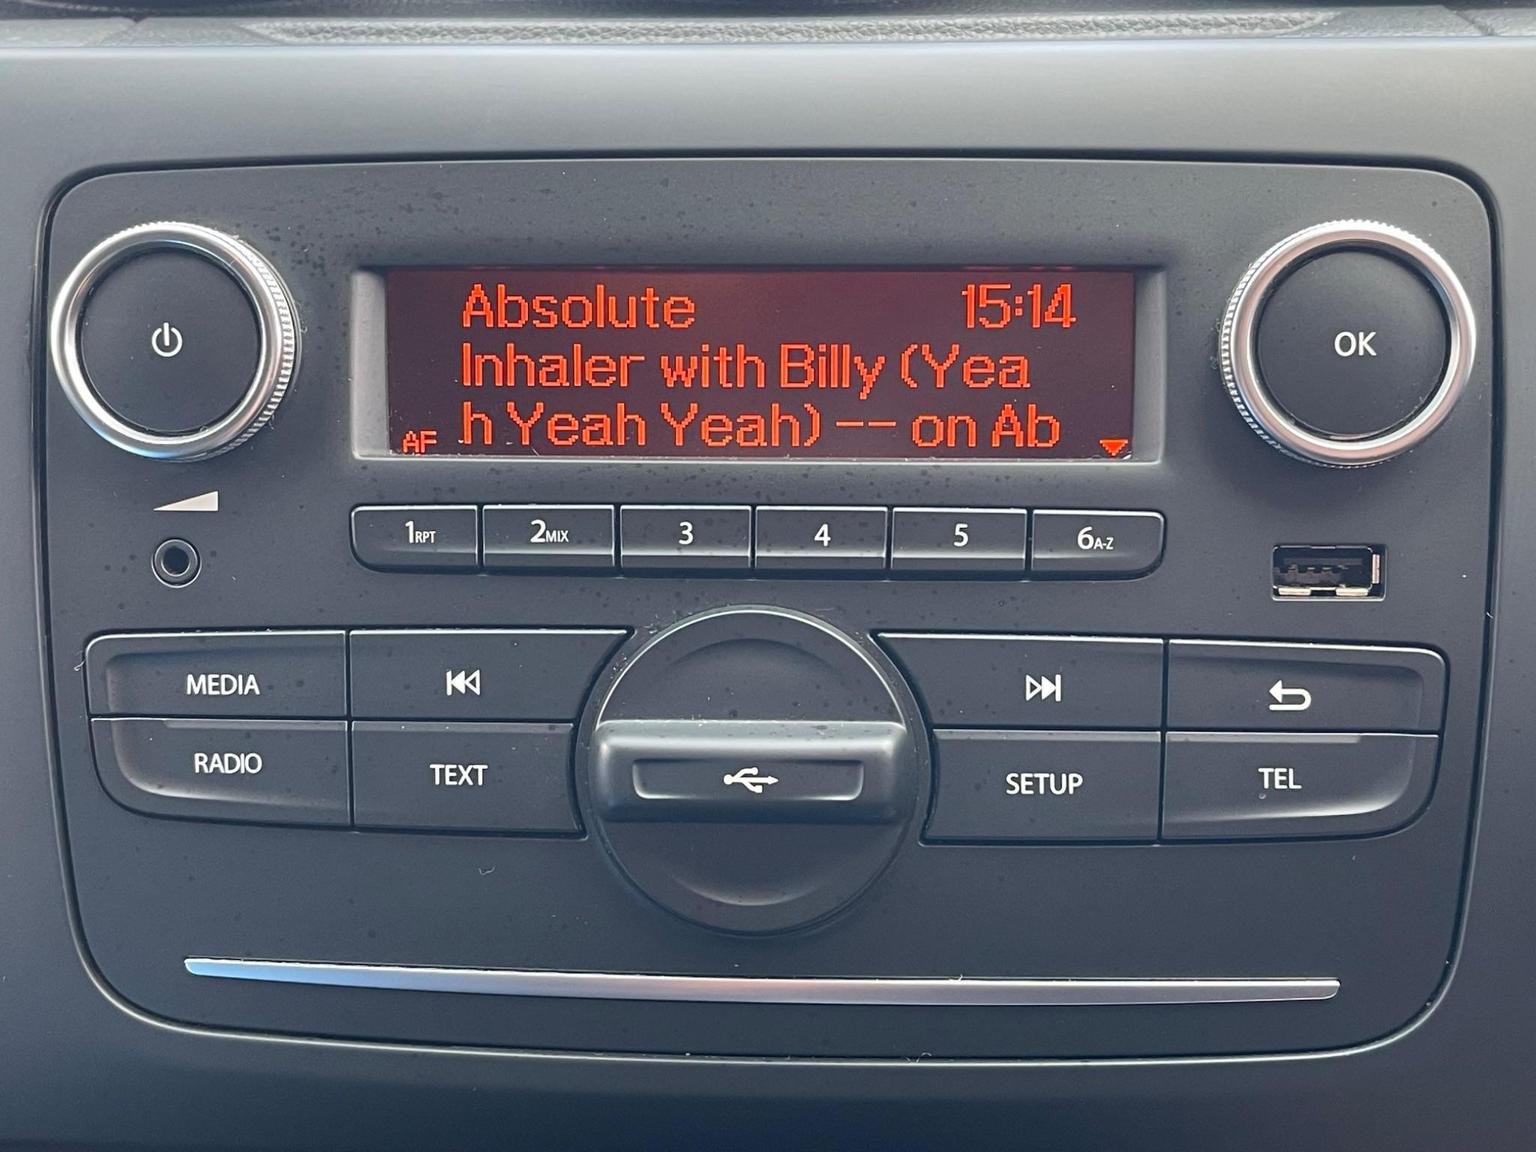 Absolute 15:14
Inhaler with Billy (Yea
h Yeah Yeah) -- on Ab
AF
OK
1RPT 2MIX 3 4 5 6A-Z
MEDIA
RADIO TEXT SETUP TEL